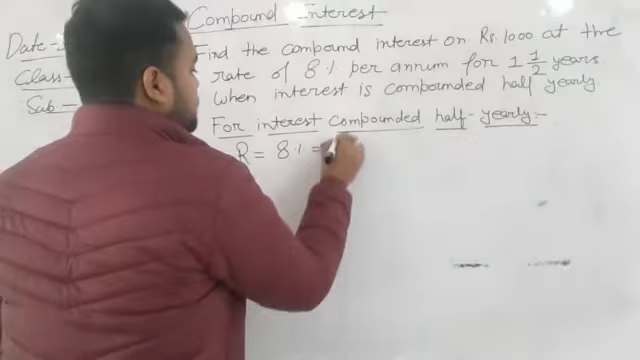 Compound Interest
Date-
Class-
Sub-
Find the compound interest on Rs. 1000 at the
rate of 8% per annum for 1 1/2 years
when interest is compounded half yearly.
For interest compounded half-yearly:-
R = 8% =